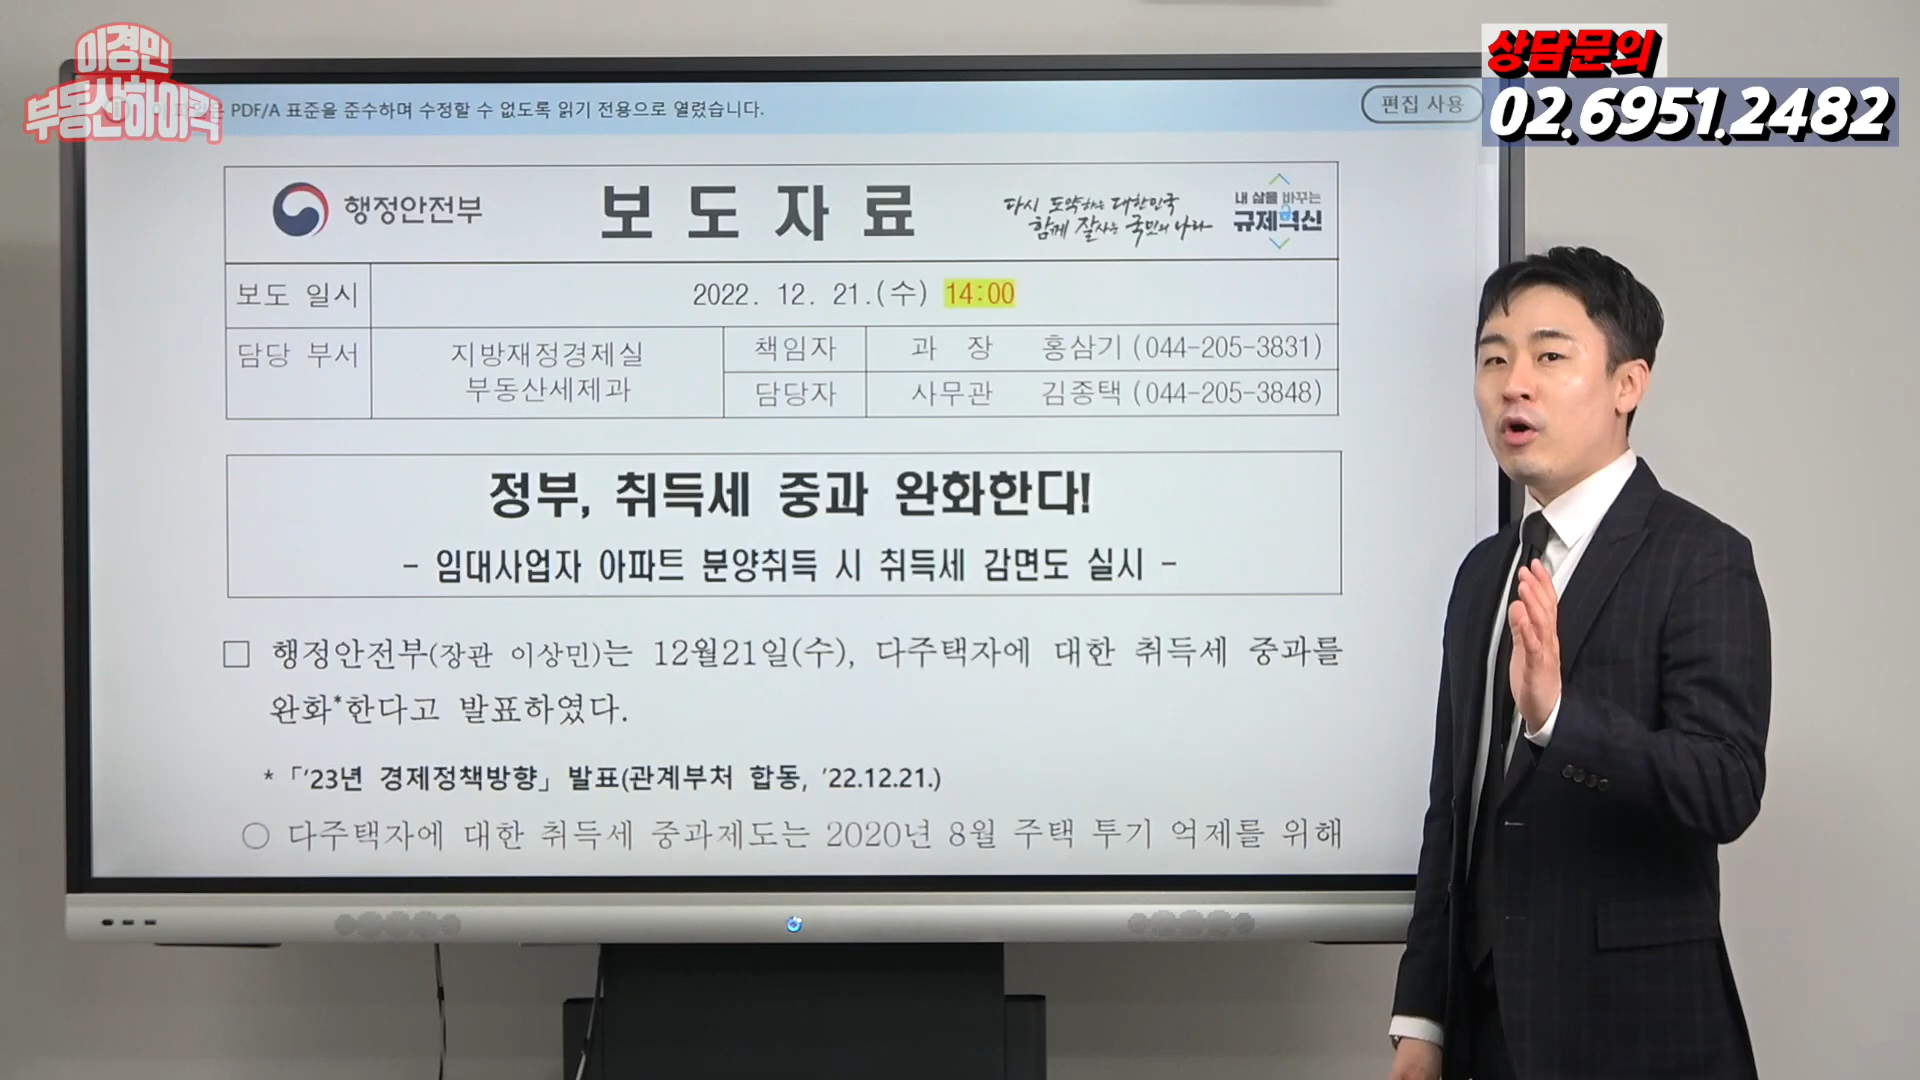 이경민
부동산하이킥
상담문의
02.6951.2482
PDF/A 표준을 준수하며 수정할 수 없도록 읽기 전용으로 열렸습니다.
편집 사용
행정안전부
보도자료
다시 도약하는 대한민국
함께 잘사는 국민의 나라
내 삶을 바꾸는
규제혁신
보도 일시
2022. 12. 21.(수) 14:00
담당 부서
지방재정경제실
부동산세제과
책임자
과 장
홍삼기 (044-205-3831)
담당자
사무관
김종택 (044-205-3848)
정부, 취득세 중과 완화한다!
- 임대사업자 아파트 분양취득 시 취득세 감면도 실시 -
□ 행정안전부(장관 이상민)는 12월21일(수), 다주택자에 대한 취득세 중과를
완화*한다고 발표하였다.
* 「'23년 경제정책방향」 발표(관계부처 합동, '22.12.21.)
○ 다주택자에 대한 취득세 중과제도는 2020년 8월 주택 투기 억제를 위해